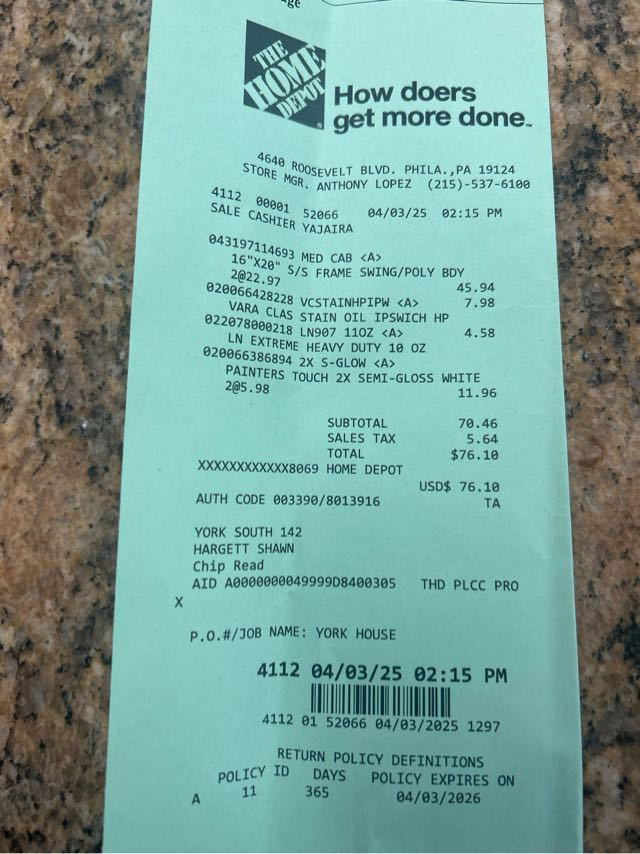 ge
THE
HOME
DEPOT
How doers
get more done™
4640 ROOSEVELT BLVD. PHILA.,PA 19124
STORE MGR. ANTHONY LOPEZ (215)-537-6100
4112 00001 52066 04/03/25 02:15 PM
SALE CASHIER YAJAIRA
043197114693 MED CAB <A>
16"X20" S/S FRAME SWING/POLY BDY
2@22.97 45.94
020066428228 VCSTAINHPIPW <A> 7.98
VARA CLAS STAIN OIL IPSWICH HP
022078000218 LN907 11OZ <A> 4.58
LN EXTREME HEAVY DUTY 10 OZ
020066386894 2X S-GLOW <A>
PAINTERS TOUCH 2X SEMI-GLOSS WHITE
2@5.98 11.96
SUBTOTAL 70.46
SALES TAX 5.64
TOTAL $76.10
XXXXXXXXXXXX8069 HOME DEPOT
USD$ 76.10
AUTH CODE 003390/8013916 TA
YORK SOUTH 142
HARGETT SHAWN
Chip Read
AID A0000000049999D8400305 THD PLCC PRO
X
P.O.#/JOB NAME: YORK HOUSE
4112 04/03/25 02:15 PM
4112 01 52066 04/03/2025 1297
RETURN POLICY DEFINITIONS
POLICY ID DAYS POLICY EXPIRES ON
A 11 365 04/03/2026